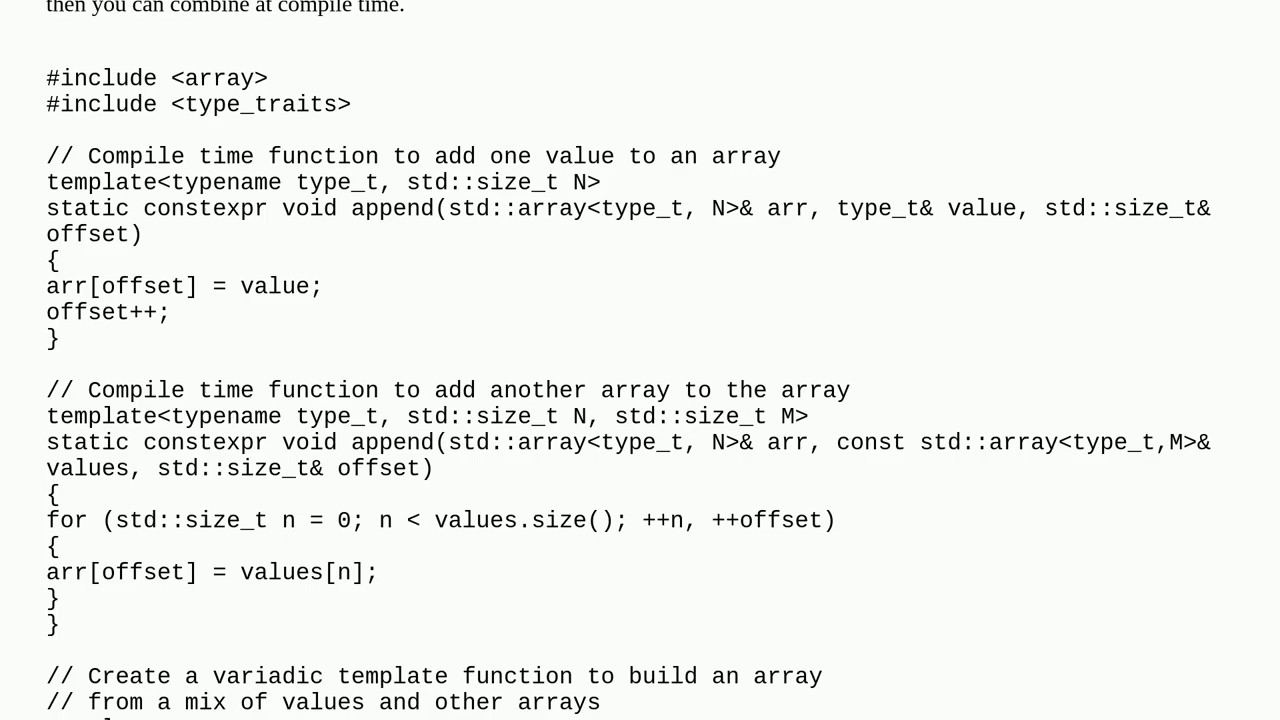 then you can combine at compile time.
#include <array>
#include <type_traits>
// Compile time function to add one value to an array
template<typename type_t, std::size_t N>
static constexpr void append(std::array<type_t, N>& arr, type_t& value, std::size_t&
offset)
{
arr[offset] = value;
offset++;
}
// Compile time function to add another array to the array
template<typename type_t, std::size_t N, std::size_t M>
static constexpr void append(std::array<type_t, N>& arr, const std::array<type_t,M>&
values, std::size_t& offset)
{
for (std::size_t n = 0; n < values.size(); ++n, ++offset)
{
arr[offset] = values[n];
}
}
// Create a variadic template function to build an array
// from a mix of values and other arrays